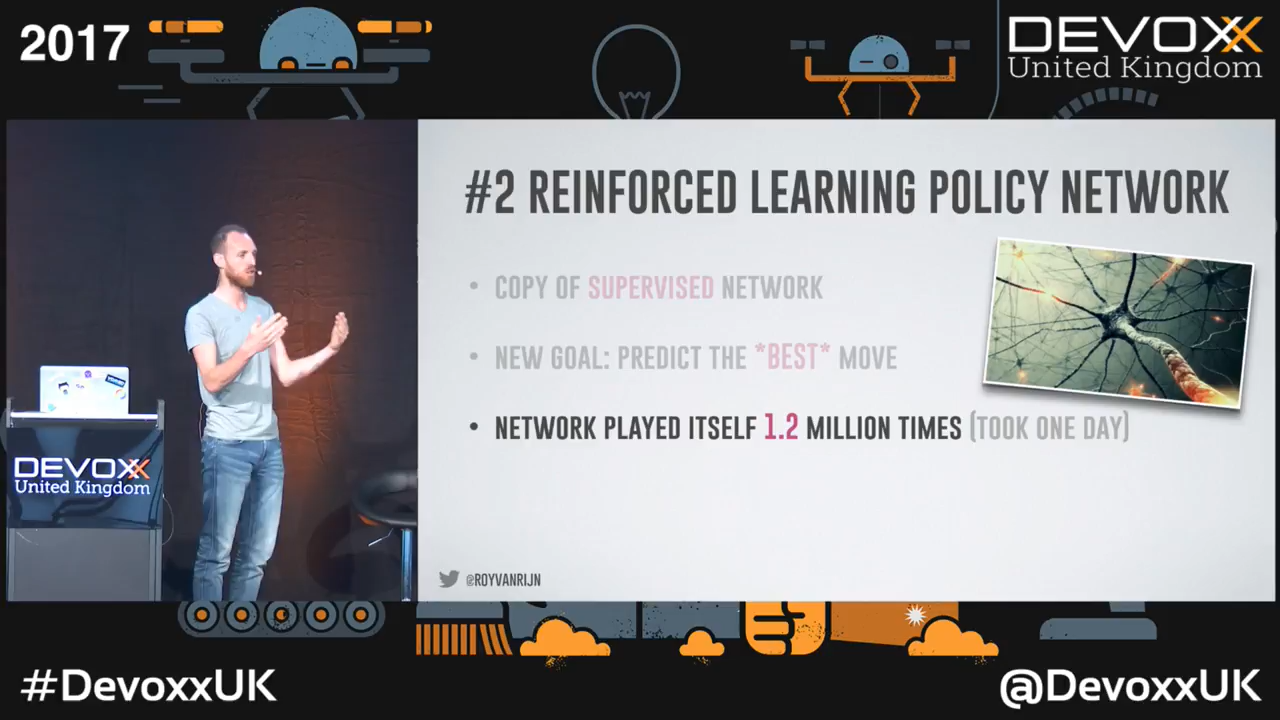 2017
DEVOXX
United Kingdom
#2 REINFORCED LEARNING POLICY NETWORK
• COPY OF SUPERVISED NETWORK
• NEW GOAL: PREDICT THE *BEST* MOVE
• NETWORK PLAYED ITSELF 1.2 MILLION TIMES (TOOK ONE DAY)
@ROYVANRIJN
DEVOXX
United Kingdom
#DevoxxUK
@DevoxxUK